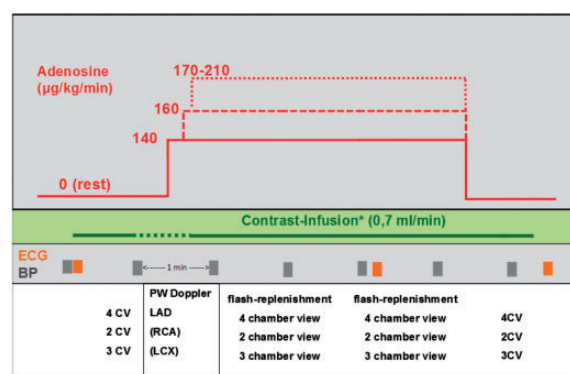 Adenosine
(µg/kg/min)
170-210
160
140
0 (rest)
Contrast-Infusion* (0,7 ml/min)
ECG
BP
<----- 1 min ----->
PW Doppler
4 CV
LAD
2 CV
(RCA)
3 CV
(LCX)
flash-replenishment
4 chamber view
2 chamber view
3 chamber view
flash-replenishment
4 chamber view
2 chamber view
3 chamber view
4CV
2CV
3CV